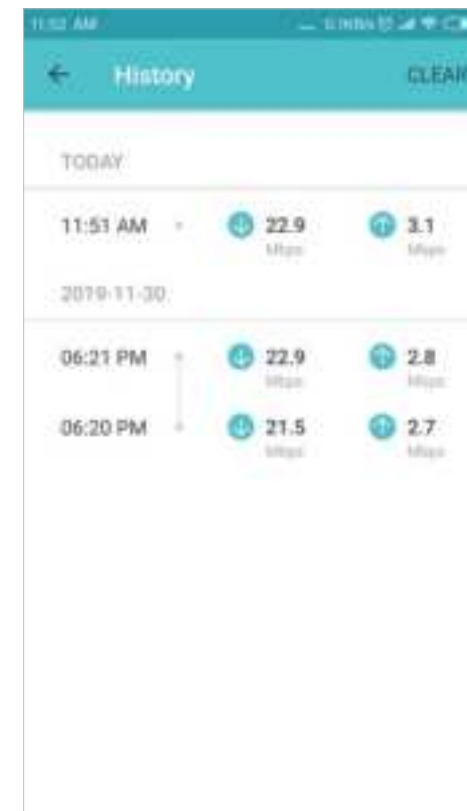 11:52 AM
History CLEAR
TODAY
11:51 AM 22.9 3.1
Mbps Mbps
2019-11-30
06:21 PM 22.9 2.8
Mbps Mbps
06:20 PM 21.5 2.7
Mbps Mbps